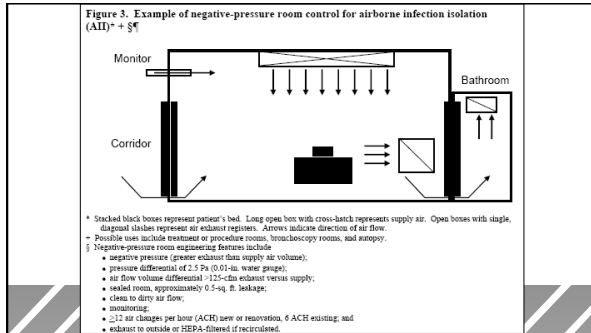 Figure 3.  Example of negative-pressure room control for airborne infection isolation
(AII)* + §¶
Monitor
Bathroom
Corridor
* Stacked black boxes represent patient's bed.  Long open box with cross-hatch represents supply air.  Open boxes with single,
diagonal slashes represent air exhaust registers.  Arrows indicate direction of air flow.
+ Possible uses include treatment or procedure rooms, bronchoscopy rooms, and autopsy.
§ Negative-pressure room engineering features include
• negative pressure (greater exhaust than supply air volume);
• pressure differential of 2.5 Pa (0.01-in. water gauge);
• air flow volume differential >125-cfm exhaust versus supply;
• sealed room, approximately 0.5-sq. ft. leakage;
• clean to dirty air flow;
• monitoring;
• ≥12 air changes per hour (ACH) new or renovation, 6 ACH existing; and
• exhaust to outside or HEPA-filtered if recirculated.